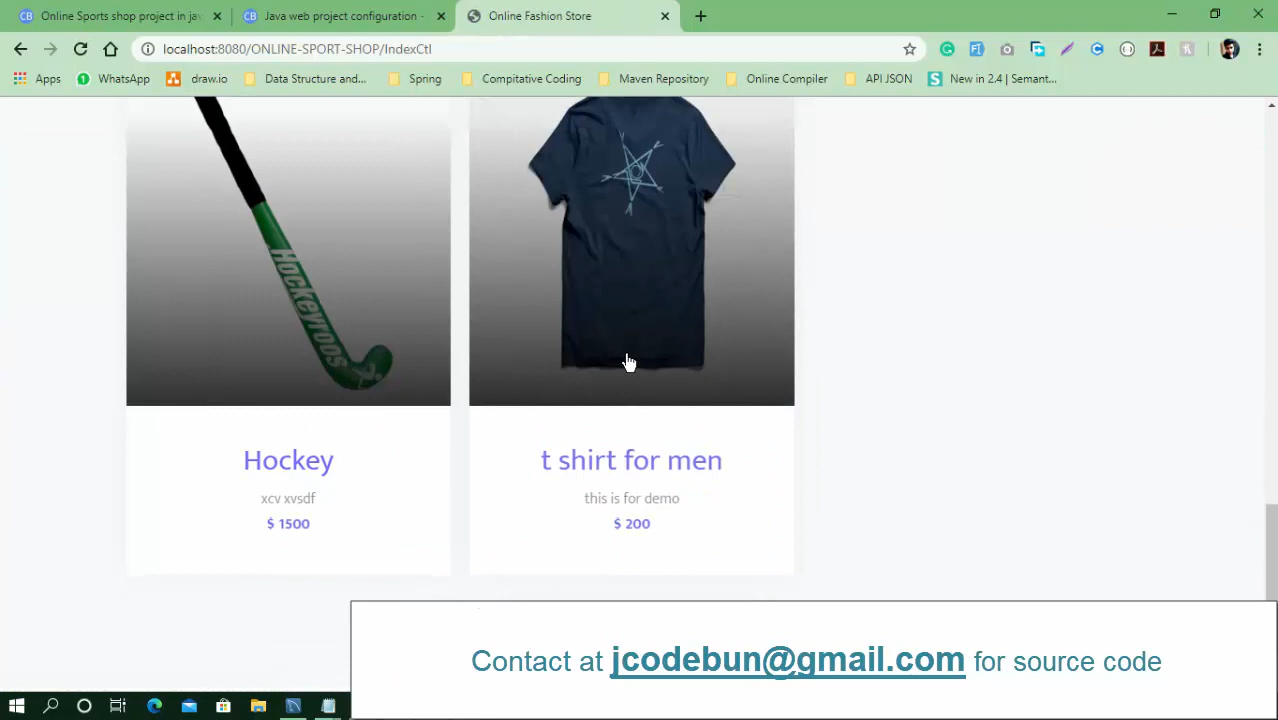 Online Sports shop project in jav
Java web project configuration -
Online Fashion Store
localhost:8080/ONLINE-SPORT-SHOP/IndexCtl
Apps
WhatsApp
draw.io
Data Structure and...
Spring
Compitative Coding
Maven Repository
Online Compiler
API JSON
New in 2.4 | Semant...
Hockeyroos
Hockey
xcv xvsdf
$ 1500
t shirt for men
this is for demo
$ 200
Contact at jcodebun@gmail.com for source code